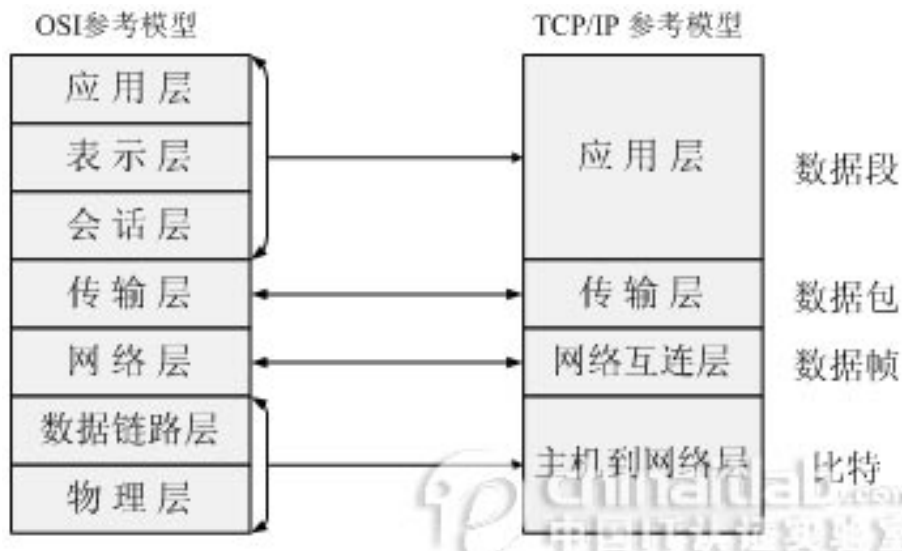 OSI参考模型
TCP/IP 参考模型
应用层
表示层
会话层
传输层
网络层
数据链路层
物理层
应用层
传输层
网络互连层
主机到网络层
数据段
数据包
数据帧
比特